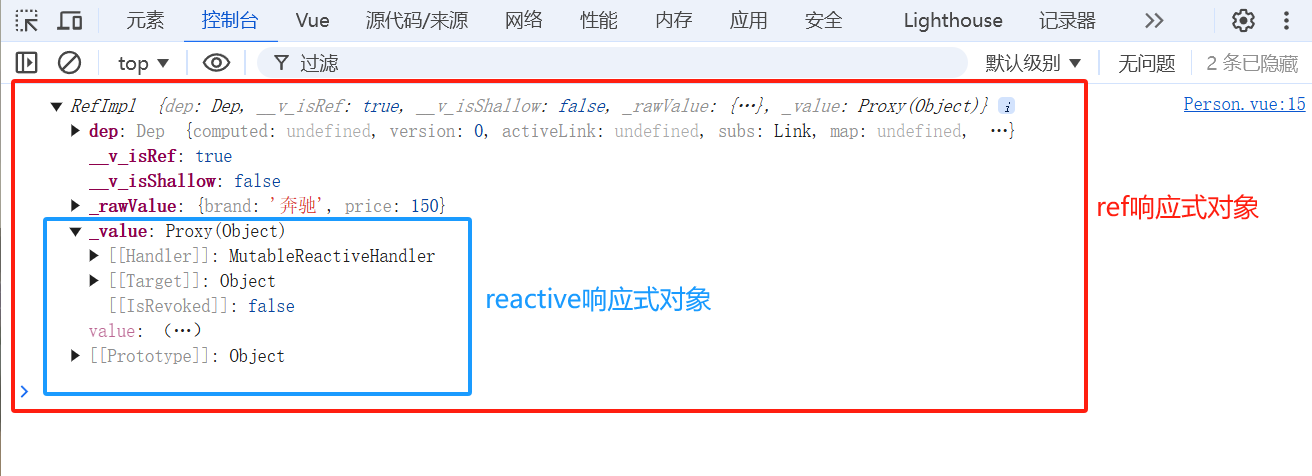 元素 控制台 Vue 源代码/来源 网络 性能 内存 应用 安全 Lighthouse 记录器
top 过滤 默认级别 无问题 2 条已隐藏
RefImpl {dep: Dep, __v_isRef: true, __v_isShallow: false, _rawValue: {…}, _value: Proxy(Object)} i Person.vue:15
dep: Dep {computed: undefined, version: 0, activeLink: undefined, subs: Link, map: undefined, …}
__v_isRef: true
__v_isShallow: false
_rawValue: {brand: '奔驰', price: 150}
ref响应式对象
_value: Proxy(Object)
[[Handler]]: MutableReactiveHandler
[[Target]]: Object
reactive响应式对象
[[IsRevoked]]: false
value: (…)
[[Prototype]]: Object